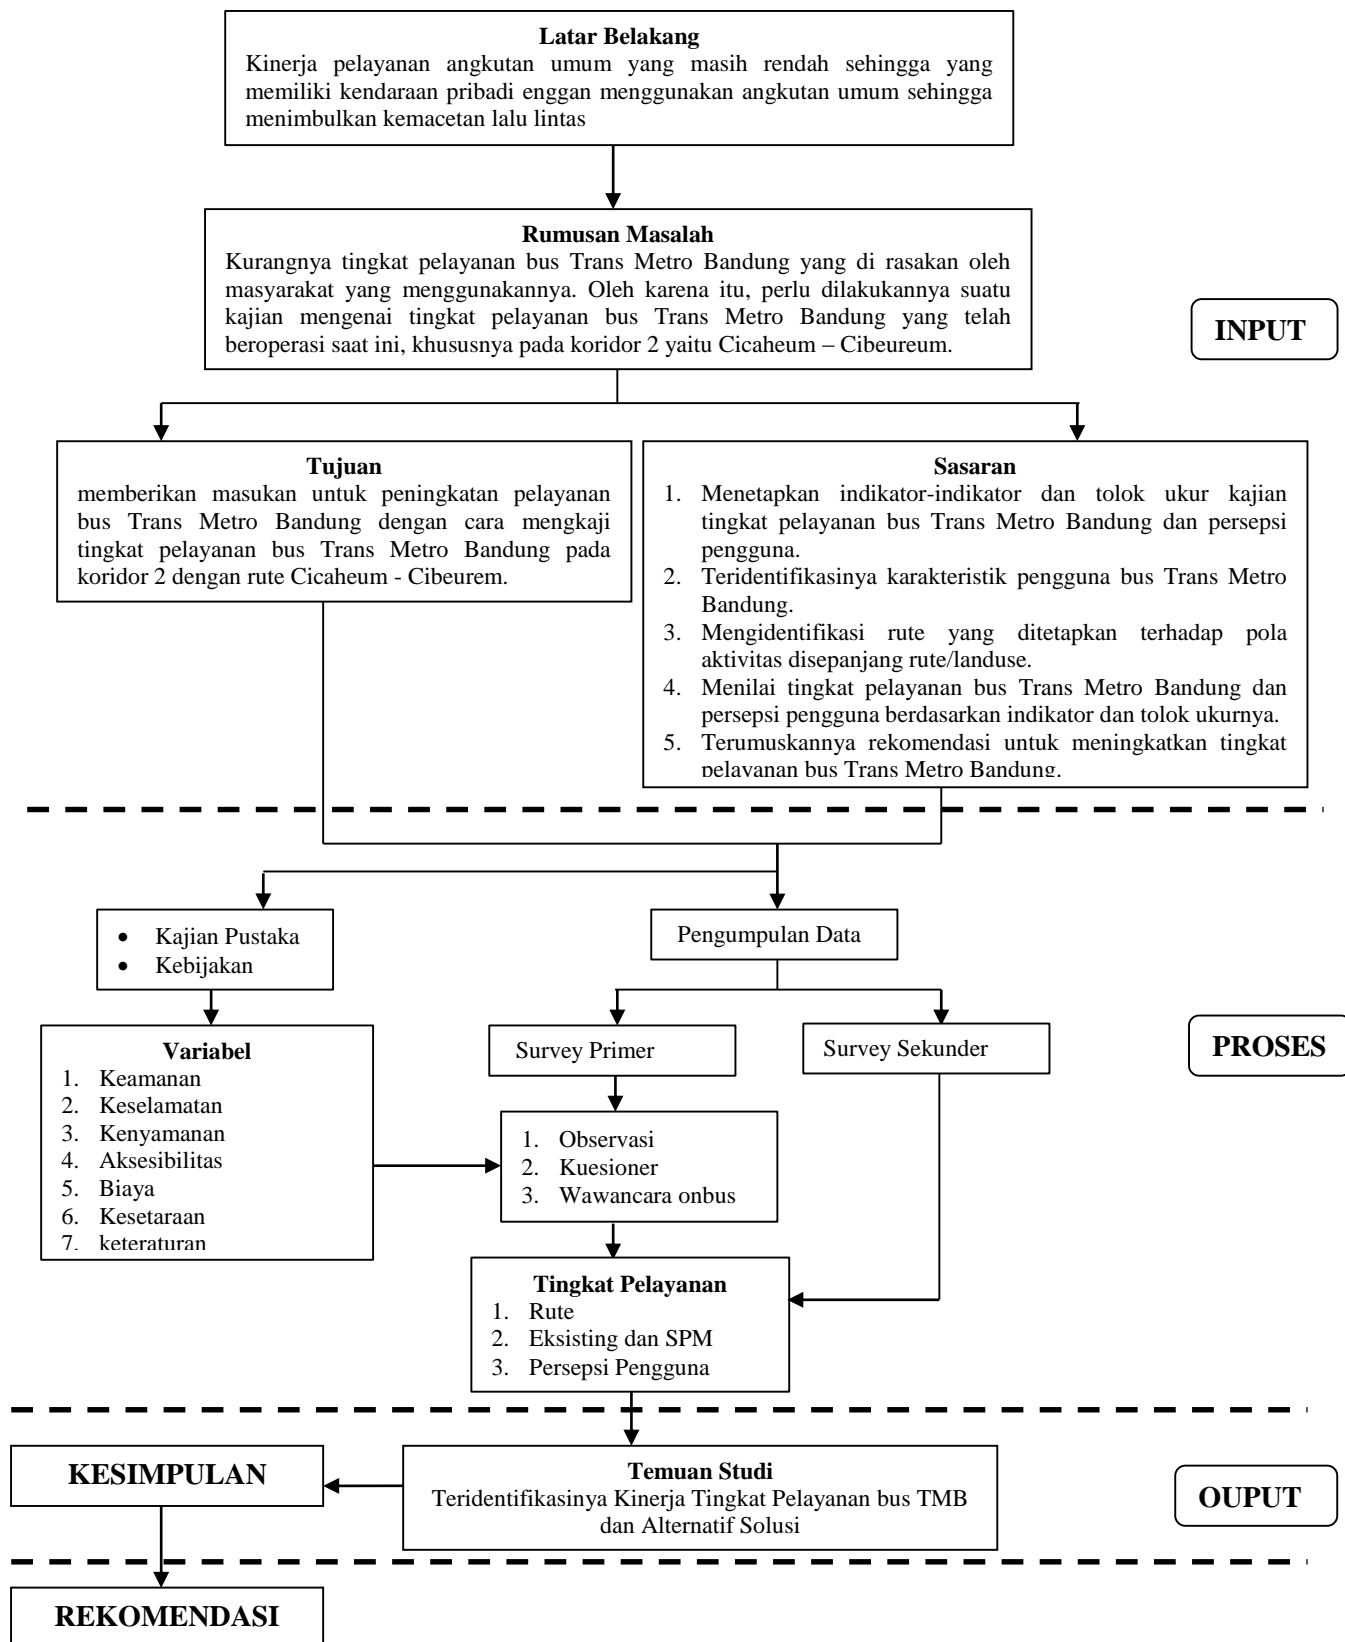 Latar Belakang
Kinerja pelayanan angkutan umum yang masih rendah sehingga yang
memiliki kendaraan pribadi enggan menggunakan angkutan umum sehingga
menimbulkan kemacetan lalu lintas
Rumusan Masalah
Kurangnya tingkat pelayanan bus Trans Metro Bandung yang di rasakan oleh
masyarakat yang menggunakannya. Oleh karena itu, perlu dilakukannya suatu
kajian mengenai tingkat pelayanan bus Trans Metro Bandung yang telah
beroperasi saat ini, khususnya pada koridor 2 yaitu Cicaheum – Cibeureum.
INPUT
Tujuan
memberikan masukan untuk peningkatan pelayanan
bus Trans Metro Bandung dengan cara mengkaji
tingkat pelayanan bus Trans Metro Bandung pada
koridor 2 dengan rute Cicaheum - Cibeurem.
Sasaran
1. Menetapkan indikator-indikator dan tolok ukur kajian
tingkat pelayanan bus Trans Metro Bandung dan persepsi
pengguna.
2. Teridentifikasinya karakteristik pengguna bus Trans Metro
Bandung.
3. Mengidentifikasi rute yang ditetapkan terhadap pola
aktivitas disepanjang rute/landuse.
4. Menilai tingkat pelayanan bus Trans Metro Bandung dan
persepsi pengguna berdasarkan indikator dan tolok ukurnya.
5. Terumuskannya rekomendasi untuk meningkatkan tingkat
pelayanan bus Trans Metro Bandung.
• Kajian Pustaka
• Kebijakan
Pengumpulan Data
Variabel
1. Keamanan
2. Keselamatan
3. Kenyamanan
4. Aksesibilitas
5. Biaya
6. Kesetaraan
7. keteraturan
Survey Primer
Survey Sekunder
PROSES
1. Observasi
2. Kuesioner
3. Wawancara onbus
Tingkat Pelayanan
1. Rute
2. Eksisting dan SPM
3. Persepsi Pengguna
KESIMPULAN
Temuan Studi
Teridentifikasinya Kinerja Tingkat Pelayanan bus TMB
dan Alternatif Solusi
OUPUT
REKOMENDASI